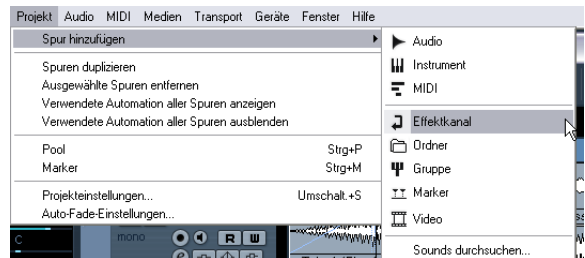 Projekt Audio MIDI Medien Transport Geräte Fenster Hilfe
Spur hinzufügen
Spuren duplizieren
Ausgewählte Spuren entfernen
Verwendete Automation aller Spuren anzeigen
Verwendete Automation aller Spuren ausblenden
Pool Strg+P
Marker Strg+M
Projekteinstellungen... Umschalt.+S
Auto-Fade-Einstellungen...
Audio
Instrument
MIDI
Effektkanal
Ordner
Gruppe
Marker
Video
Sounds durchsuchen...
C
mono
R